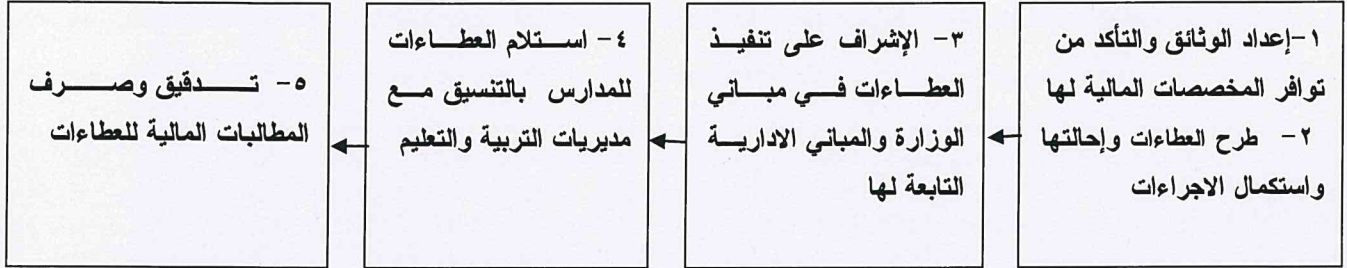 ١-إعداد الوثائق والتأكد من
توافر المخصصات المالية لها
٢- طرح العطاءات وإحالتها
واستكمال الاجراءات
٣- الإشراف على تنفيذ
العطاءات في مباني
الوزارة والمباني الادارية
التابعة لها
٤- استلام العطاءات
للمدارس بالتنسيق مع
مديريات التربية والتعليم
٥- تدقيق وصرف
المطالبات المالية للعطاءات